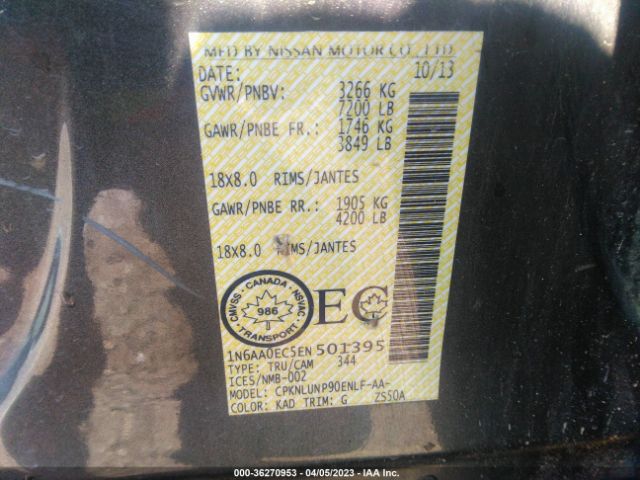 MFD BY NISSAN MOTOR CO., LTD.
DATE: 10/13
GVWR/PNBV: 3266 KG
7200 LB
GAWR/PNBE FR.: 1746 KG
3849 LB
18x8.0 RIMS/JANTES
GAWR/PNBE RR.: 1905 KG
4200 LB
18x8.0 RIMS/JANTES
CANADA
CMVSS NSVAC
986
TRANSPORT
EC
1N6AA0EC5EN501395
TYPE: TRU/CAM 344
ICES/NMB-002
MODEL: CPKNLUNP90ENLF-AA-
COLOR: KAD TRIM: G ZS50A
000-36270953 - 04/05/2023 - IAA Inc.